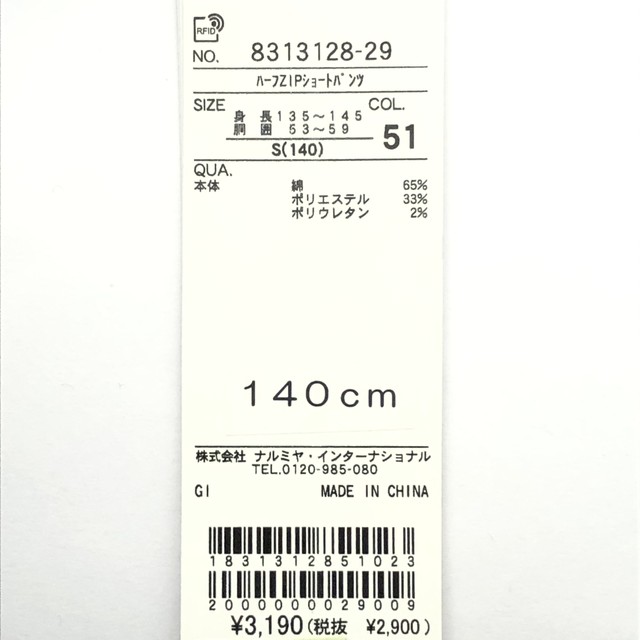 RFID
NO. 8313128-29
ﾊｰﾌZIPｼｮｰﾄﾊﾟﾝﾂ
SIZE COL.
身長 135～145
胴囲 53～59
S(140) 51
QUA.
本体 綿 65%
ポリエステル 33%
ポリウレタン 2%
140cm
株式会社 ナルミヤ・インターナショナル
TEL.0120-985-080
GI MADE IN CHINA
1831312851023
2000000029009
¥3,190(税抜 ¥2,900)